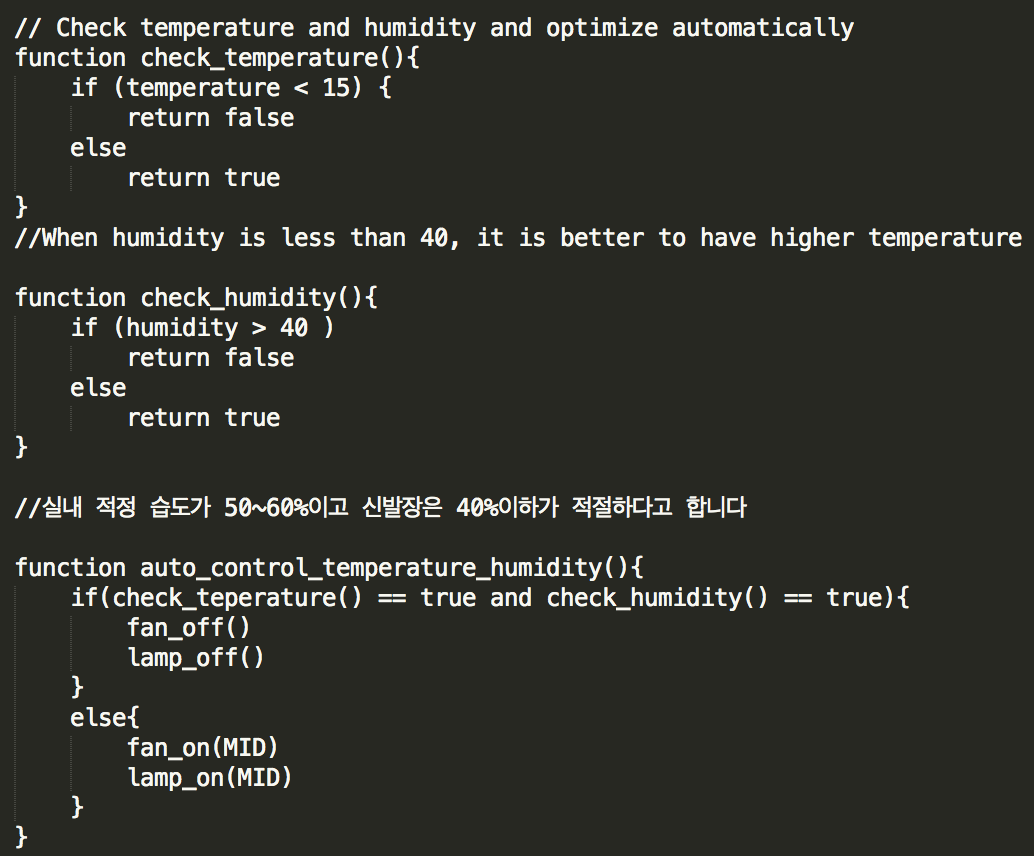 // Check temperature and humidity and optimize automatically
function check_temperature(){
    if (temperature < 15) {
        return false
    else
        return true
}
//When humidity is less than 40, it is better to have higher temperature

function check_humidity(){
    if (humidity > 40 )
        return false
    else
        return true
}

//실내 적정 습도가 50~60%이고 신발장은 40%이하가 적절하다고 합니다

function auto_control_temperature_humidity(){
    if(check_teperature() == true and check_humidity() == true){
        fan_off()
        lamp_off()
    }
    else{
        fan_on(MID)
        lamp_on(MID)
    }
}